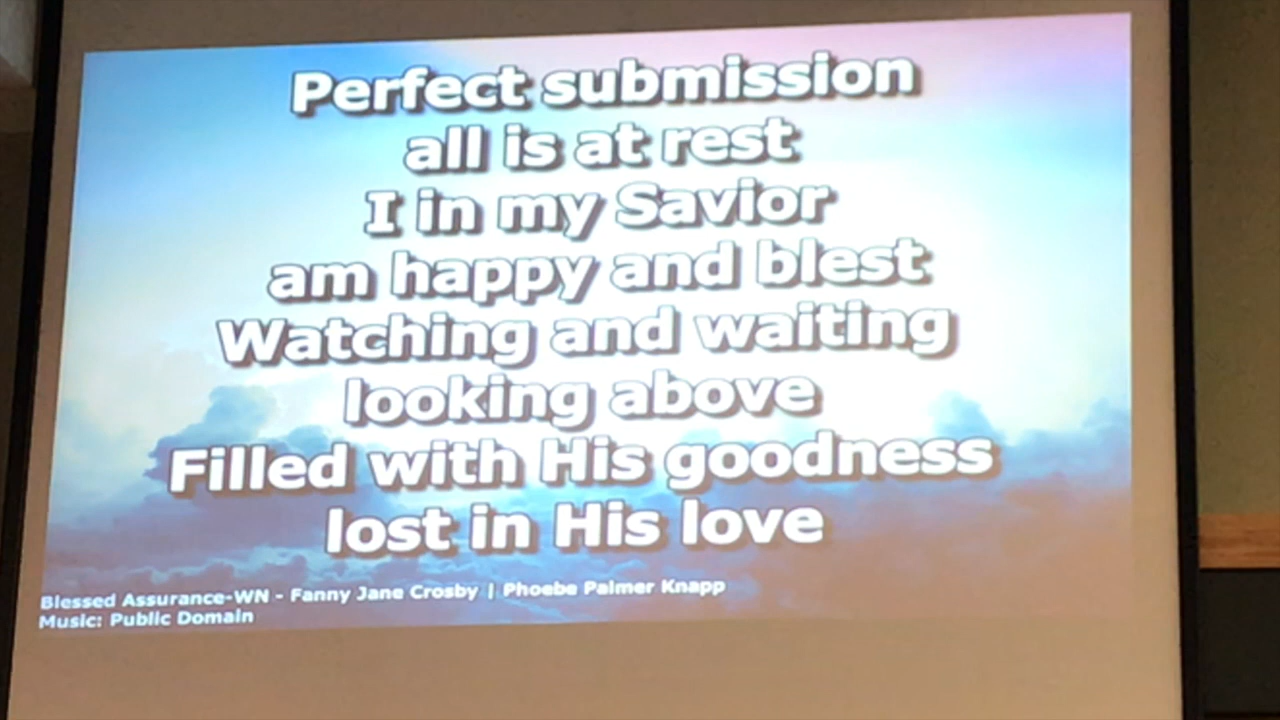 Perfect submission
all is at rest
I in my Savior
am happy and blest
Watching and waiting
looking above
Filled with His goodness
lost in His love
Blessed Assurance-WN - Fanny Jane Crosby | Phoebe Palmer Knapp
Music: Public Domain